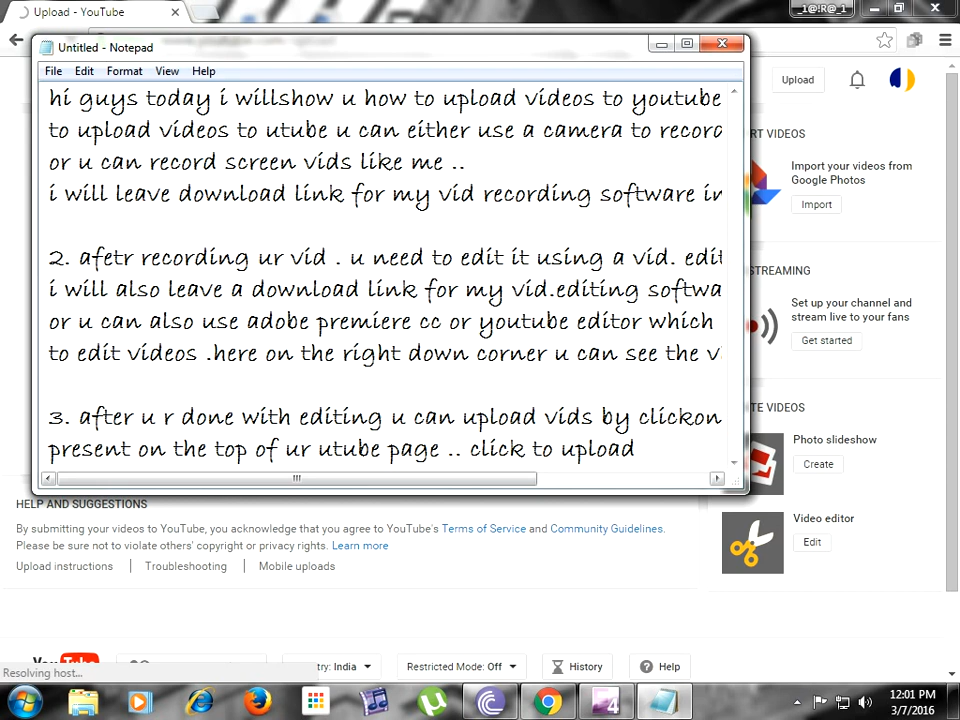 Upload - YouTube
_1@!R@_1
Untitled - Notepad
File Edit Format View Help
hi guys today i willshow u how to upload videos to youtube
to upload videos to utube u can either use a camera to recor
or u can record screen vids like me ..
i will leave download link for my vid recording software in
2. afetr recording ur vid . u need to edit it using a vid. edit
i will also leave a download link for my vid.editing softwa
or u can also use adobe premiere cc or youtube editor which
to edit videos .here on the right down corner u can see the v
3. after u r done with editing u can upload vids by clickon
present on the top of ur utube page .. click to upload
Upload
RT VIDEOS
Import your videos from
Google Photos
Import
STREAMING
Set up your channel and
stream live to your fans
Get started
TE VIDEOS
Photo slideshow
Create
Video editor
Edit
HELP AND SUGGESTIONS
By submitting your videos to YouTube, you acknowledge that you agree to YouTube's Terms of Service and Community Guidelines.
Please be sure not to violate others' copyright or privacy rights. Learn more
Upload instructions | Troubleshooting | Mobile uploads
try: India Restricted Mode: Off History Help
Resolving host...
12:01 PM
3/7/2016